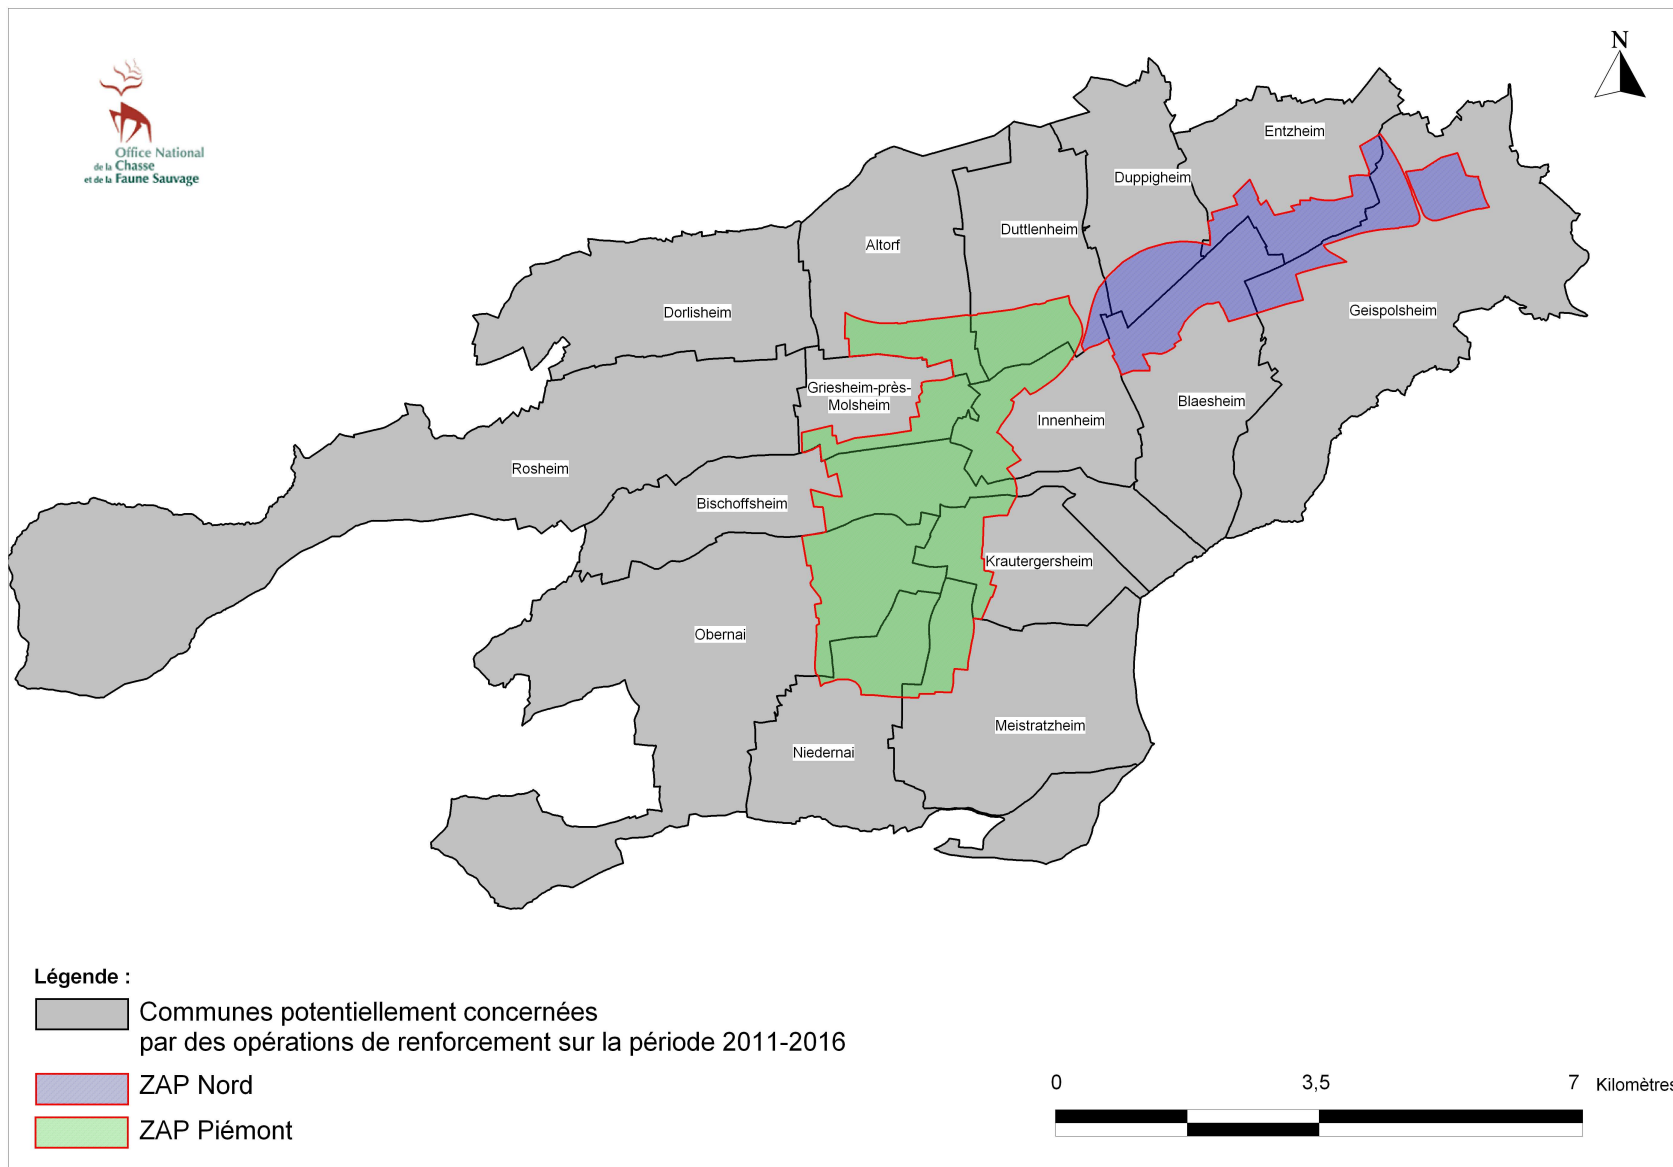 N
Office National
de la Chasse
et de la Faune Sauvage
Entzheim
Duppigheim
Duttlenheim
Altorf
Dorlisheim
Geispolsheim
Griesheim-près-
Molsheim
Blaesheim
Innenheim
Rosheim
Bischoffsheim
Krautergersheim
Obernai
Meistratzheim
Niedernai
Légende :
Communes potentiellement concernées
par des opérations de renforcement sur la période 2011-2016
ZAP Nord
ZAP Piémont
0 3,5 7 Kilomètres